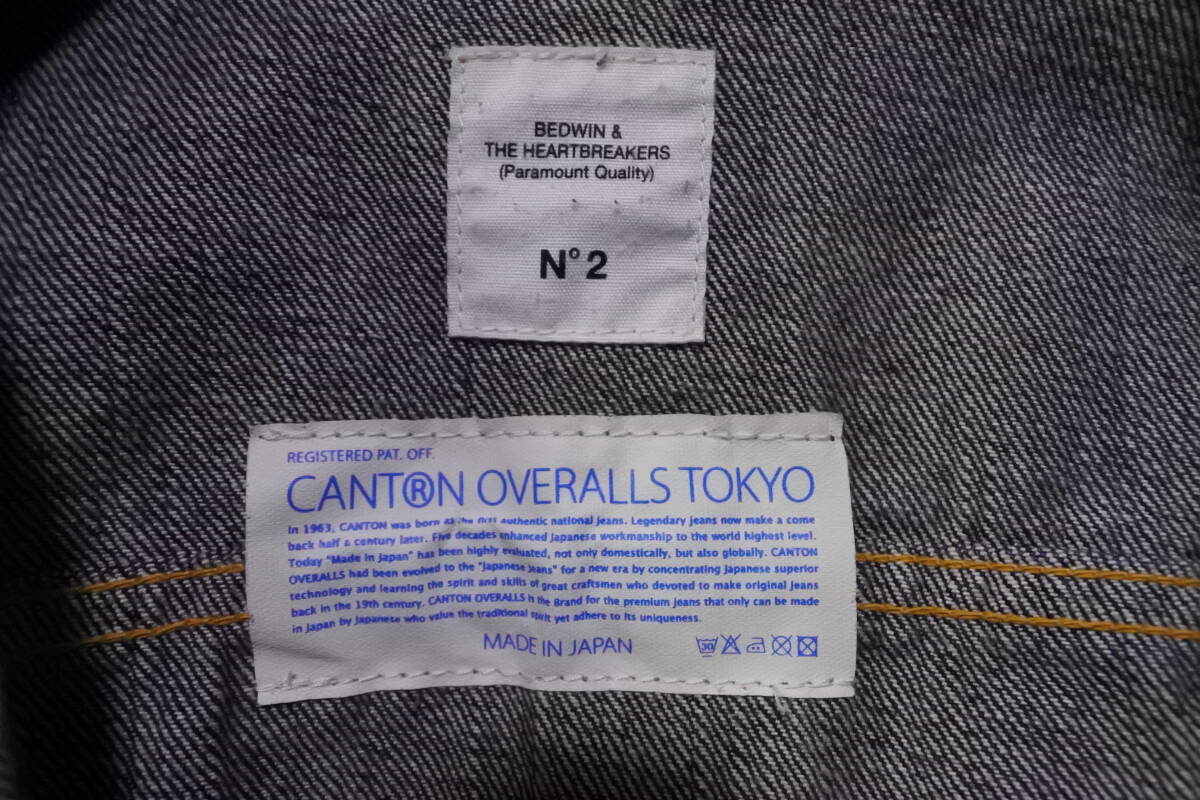 BEDWIN &
THE HEARTBREAKERS
(Paramount Quality)
N° 2
REGISTERED PAT. OFF.
CANT®N OVERALLS TOKYO
In 1963, CANTON was born as the first authentic national jeans. Legendary jeans now make a come
back half a century later. Five decades enhanced Japanese workmanship to the world highest level.
Today "Made in Japan" has been highly evaluated, not only domestically, but also globally. CANTON
OVERALLS had been evolved to the "Japanese Jeans" for a new era by concentrating Japanese superior
technology and learning the spirit and skills of great craftsmen who devoted to make original jeans
back in the 19th century. CANTON OVERALLS is the Brand for the premium jeans that only can be made
in Japan by Japanese who value the traditional spirit yet adhere to its uniqueness.
MADE IN JAPAN
30